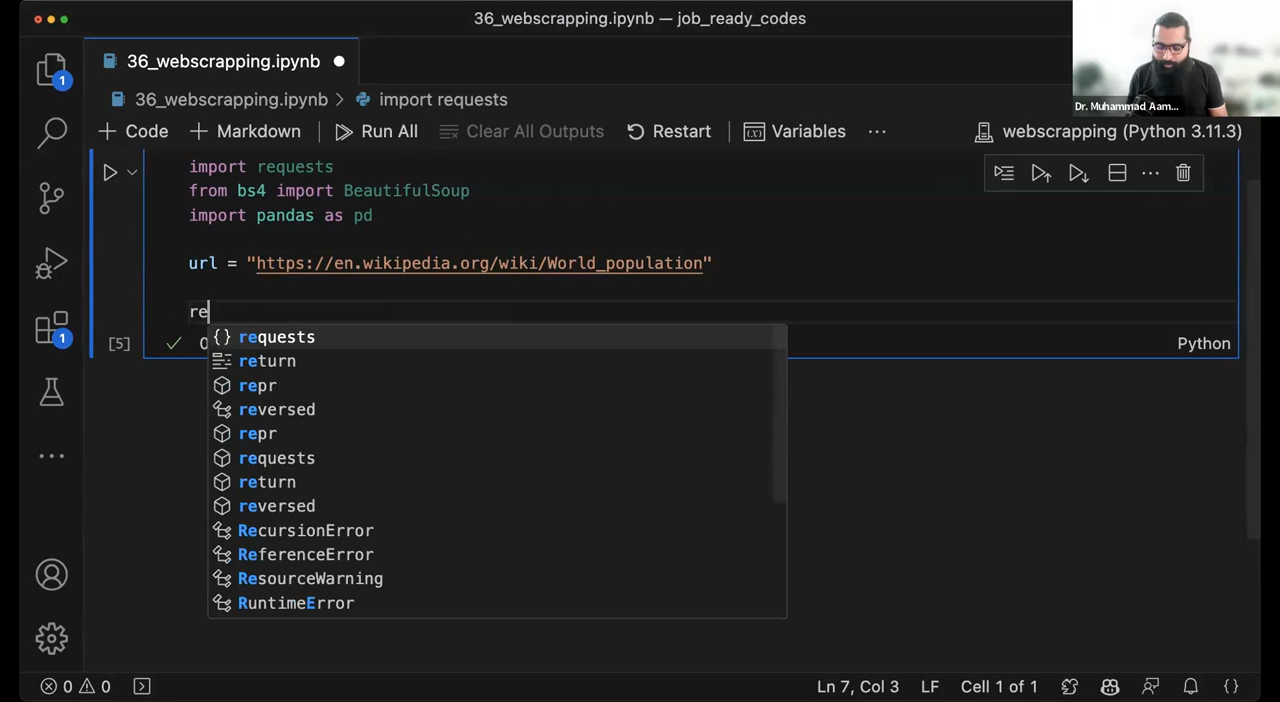 36_webscrapping.ipynb — job_ready_codes
Dr. Muhammad Aam...
36_webscrapping.ipynb
1
36_webscrapping.ipynb > import requests
+ Code + Markdown Run All Clear All Outputs Restart Variables ... webscrapping (Python 3.11.3)
import requests
from bs4 import BeautifulSoup
import pandas as pd
url = "https://en.wikipedia.org/wiki/World_population"
re
requests
return
repr
reversed
repr
requests
return
reversed
RecursionError
ReferenceError
ResourceWarning
RuntimeError
[5]
Python
1
0 0
Ln 7, Col 3 LF Cell 1 of 1